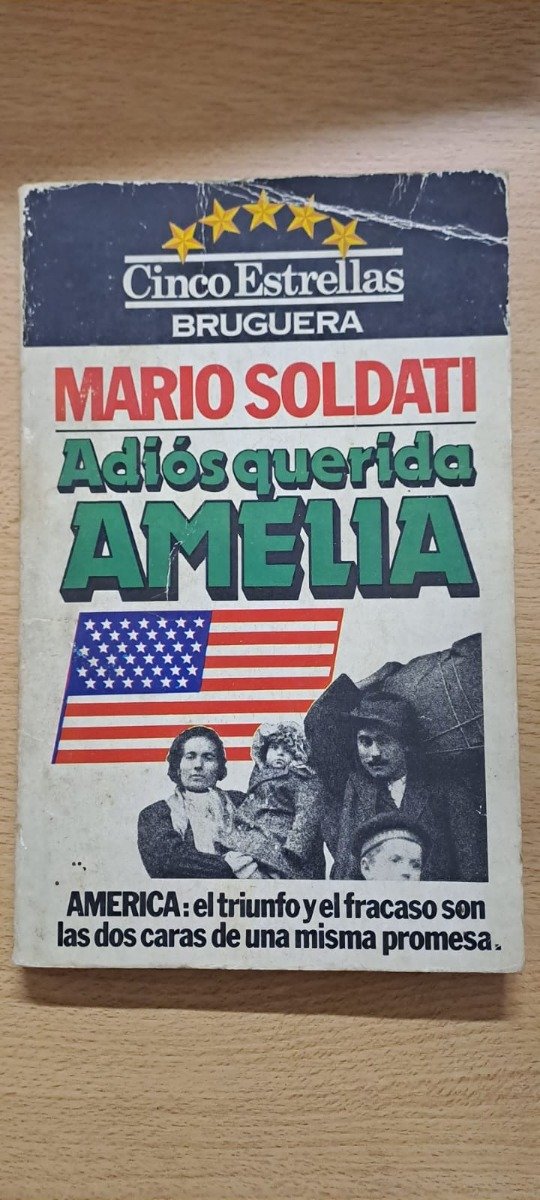 Cinco Estrellas
BRUGUERA
MARIO SOLDATI
Adiós querida
AMELIA
AMERICA: el triunfo y el fracaso son
las dos caras de una misma promesa.